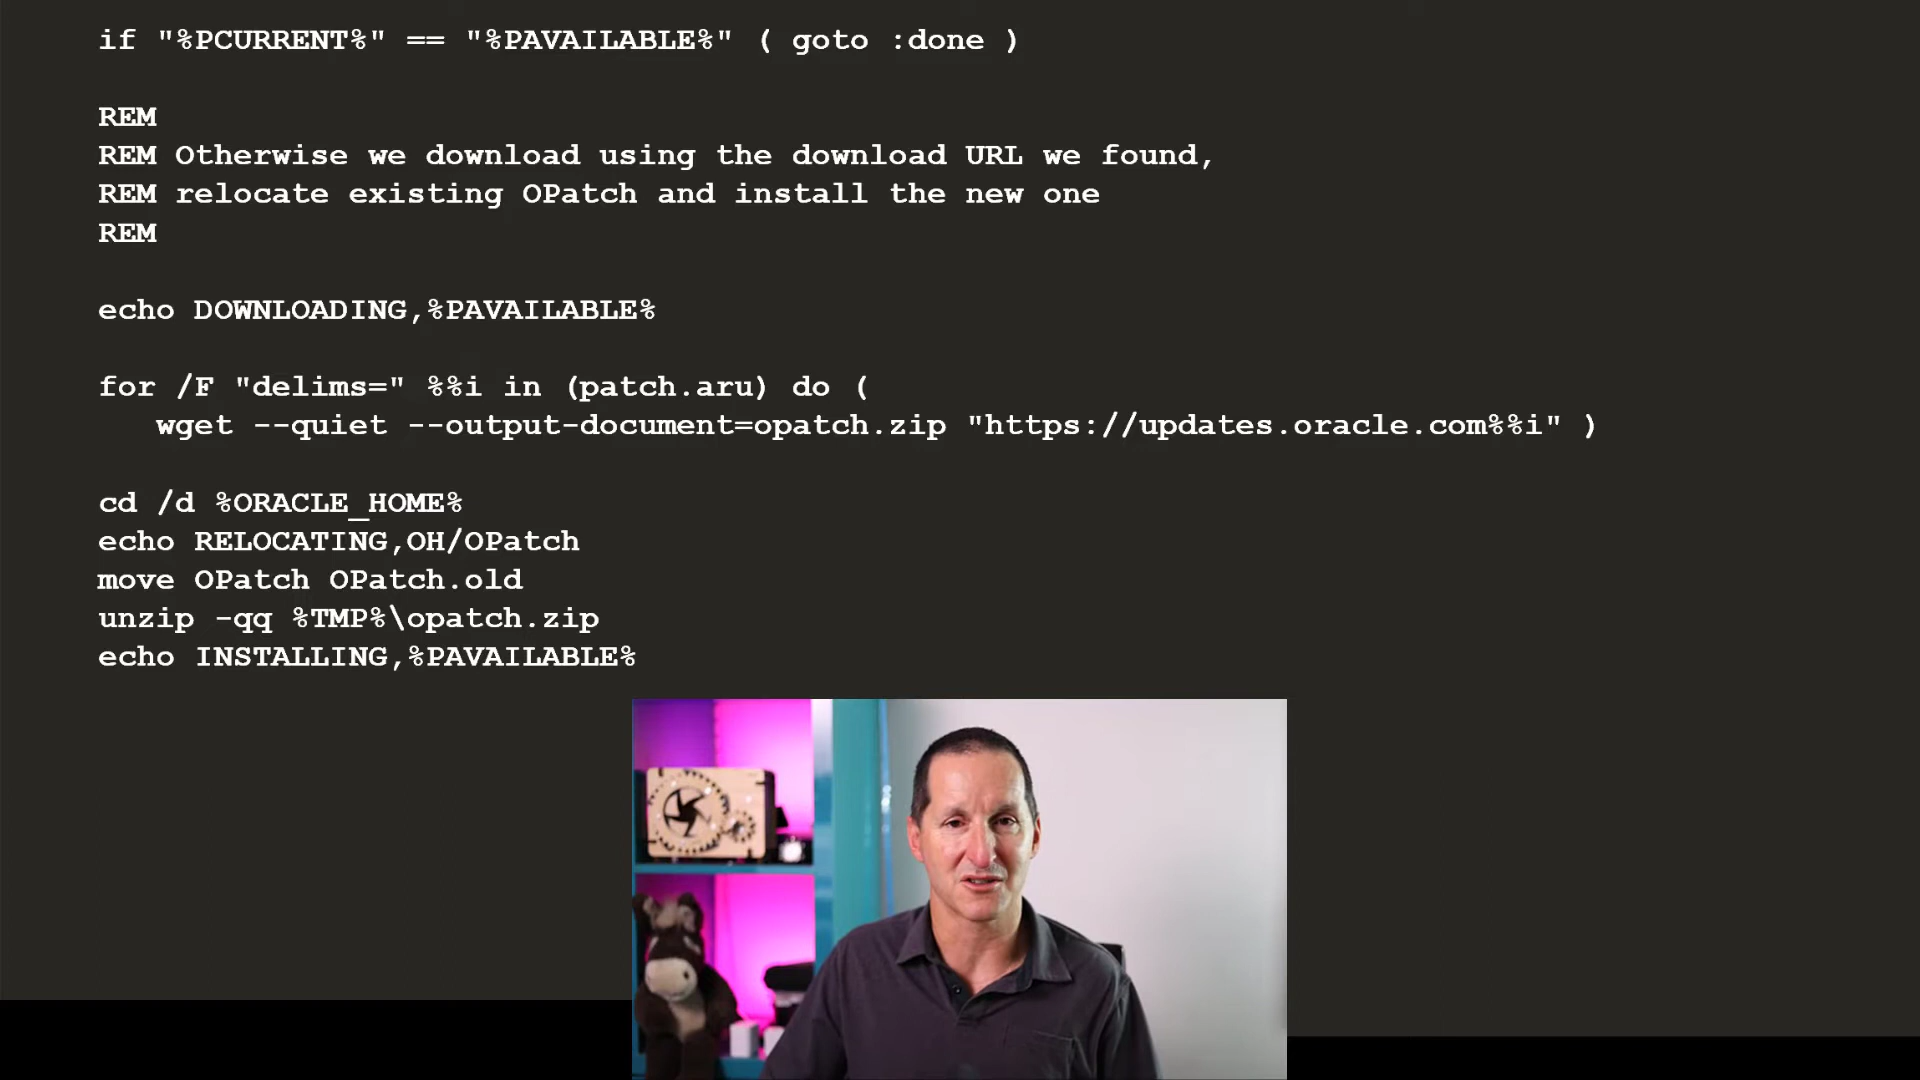 if "%PCURRENT%" == "%PAVAILABLE%" ( goto :done )
REM
REM Otherwise we download using the download URL we found,
REM relocate existing OPatch and install the new one
REM
echo DOWNLOADING,%PAVAILABLE%
for /F "delims=" %%i in (patch.aru) do (
wget --quiet --output-document=opatch.zip "https://updates.oracle.com%%i" )
cd /d %ORACLE_HOME%
echo RELOCATING,OH/OPatch
move OPatch OPatch.old
unzip -qq %TMP%\opatch.zip
echo INSTALLING,%PAVAILABLE%